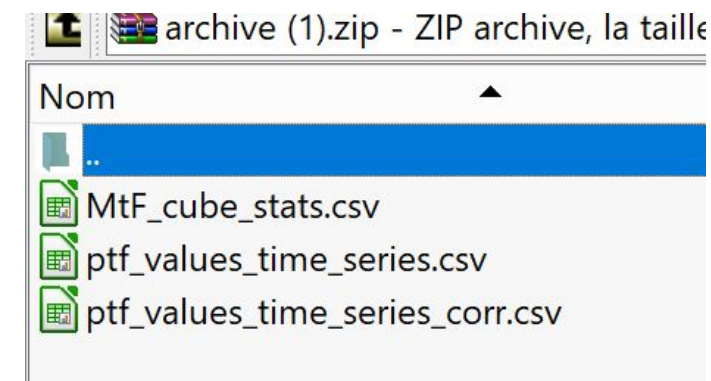 archive (1).zip - ZIP archive, la taille
Nom
..
MtF_cube_stats.csv
ptf_values_time_series.csv
ptf_values_time_series_corr.csv